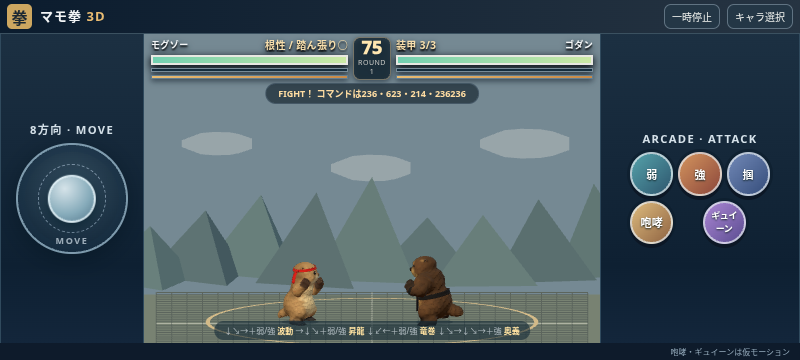 拳 マモ拳 3D
一時停止
キャラ選択
モグゾー
根性 / 踏ん張り○
75
ROUND
1
装甲 3/3
ゴダン
FIGHT！ コマンドは236・623・214・236236
8方向 · MOVE
MOVE
ARCADE · ATTACK
弱
強
掴
咆哮
ギュイ
ーン
↓↘→＋弱/強 波動 →↓↘＋弱/強 昇龍 ↓↙←＋弱/強 竜巻 ↓↘→↓↘→＋強 奥義
咆哮・ギュイーンは仮モーション